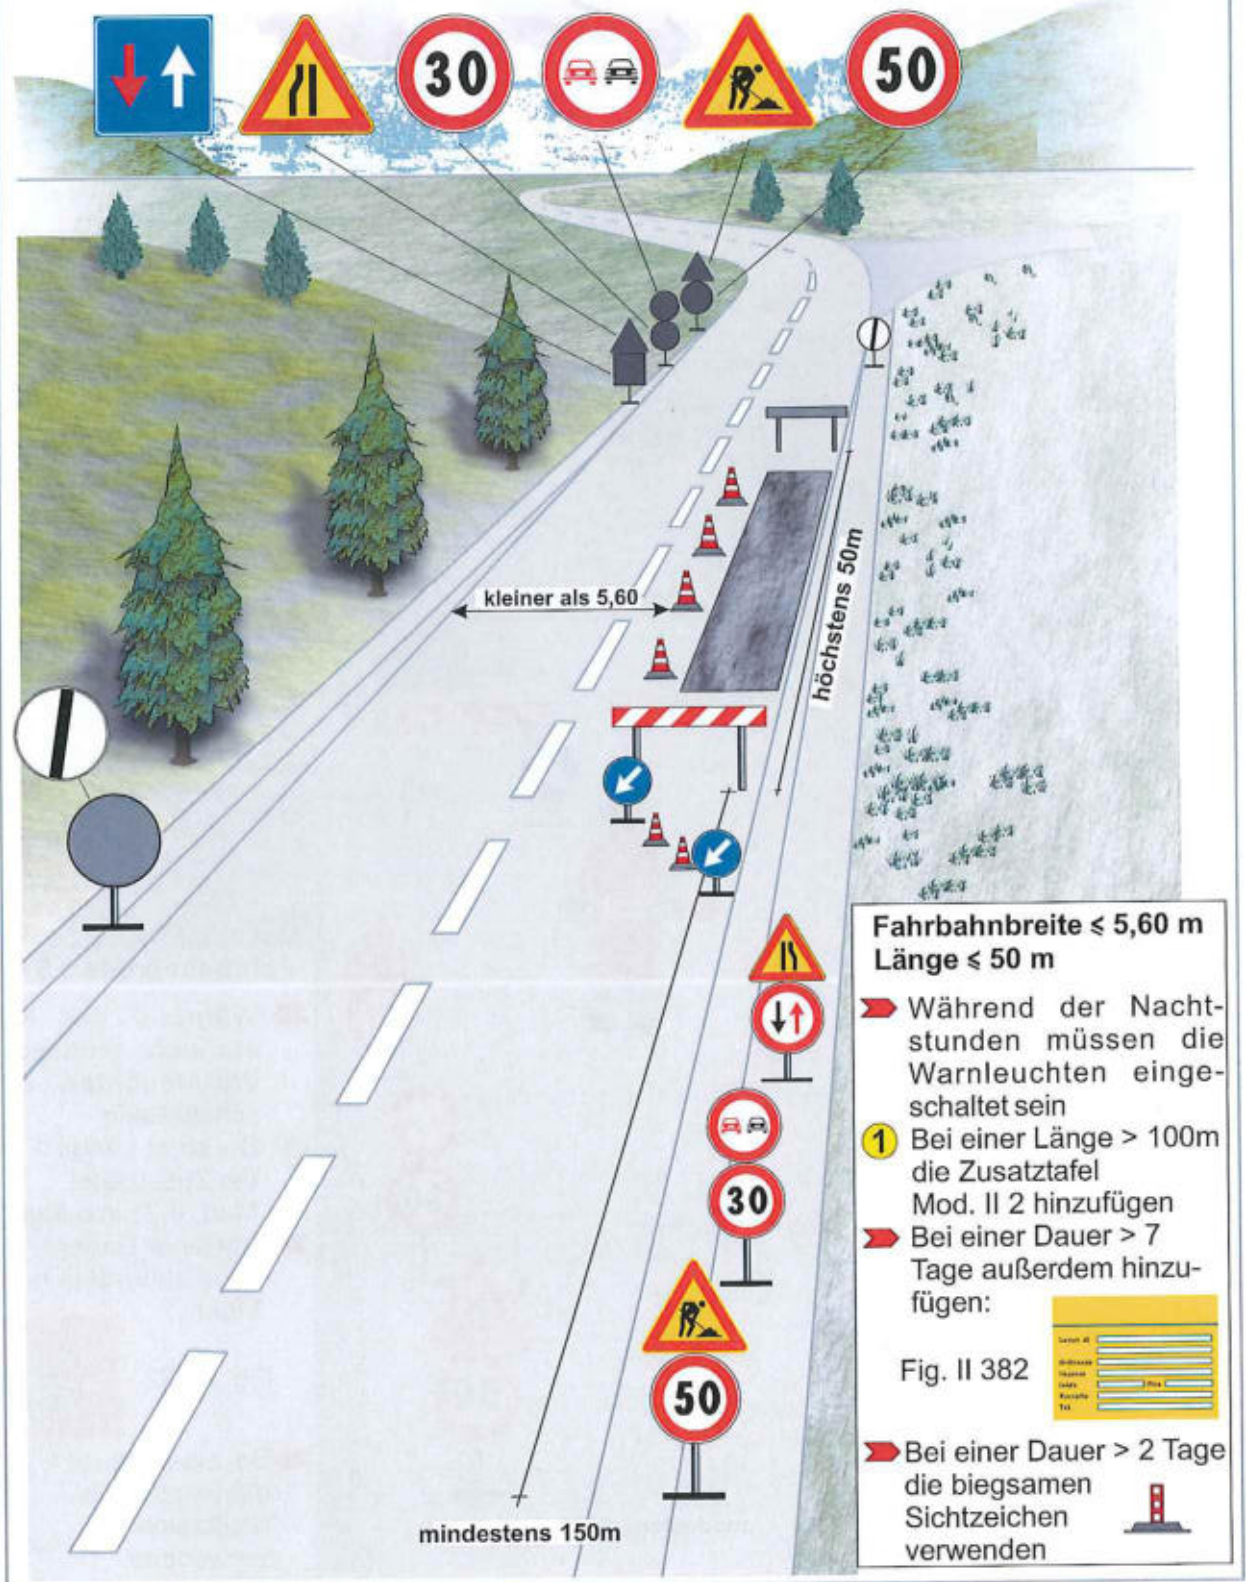 30
50
kleiner als 5,60
höchstens 50m
30
50
mindestens 150m
Fahrbahnbreite ≤ 5,60 m
Länge ≤ 50 m
Während der Nacht-
stunden müssen die
Warnleuchten einge-
schaltet sein
1 Bei einer Länge > 100m
die Zusatztafel
Mod. II 2 hinzufügen
Bei einer Dauer > 7
Tage außerdem hinzu-
fügen:
Fig. II 382
Bei einer Dauer > 2 Tage
die biegsamen
Sichtzeichen
verwenden